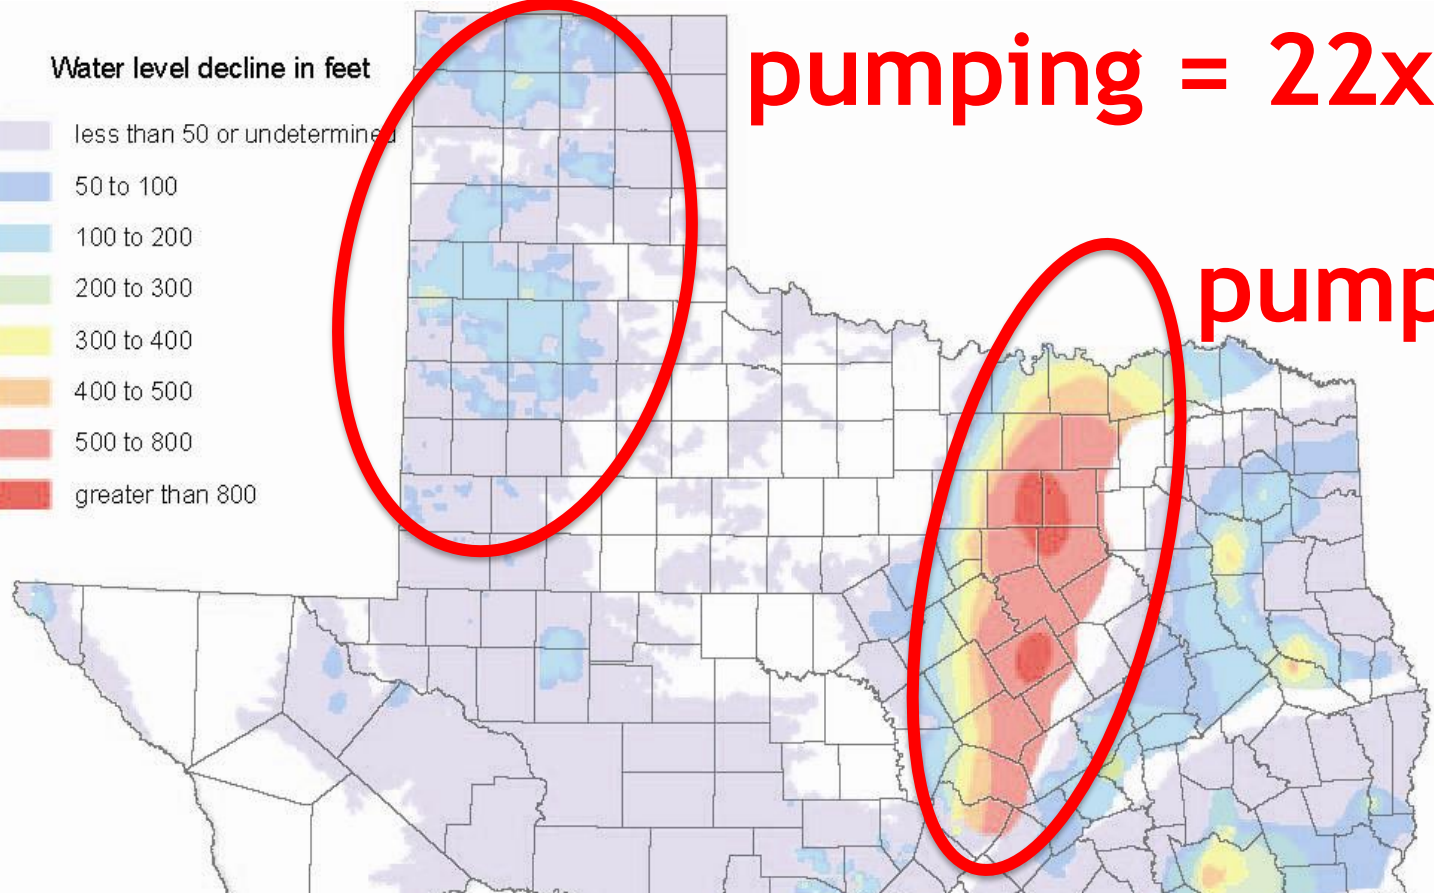 pumping = 22x
Water level decline in feet
less than 50 or undetermined
50 to 100
100 to 200
200 to 300
300 to 400
400 to 500
500 to 800
greater than 800
pump